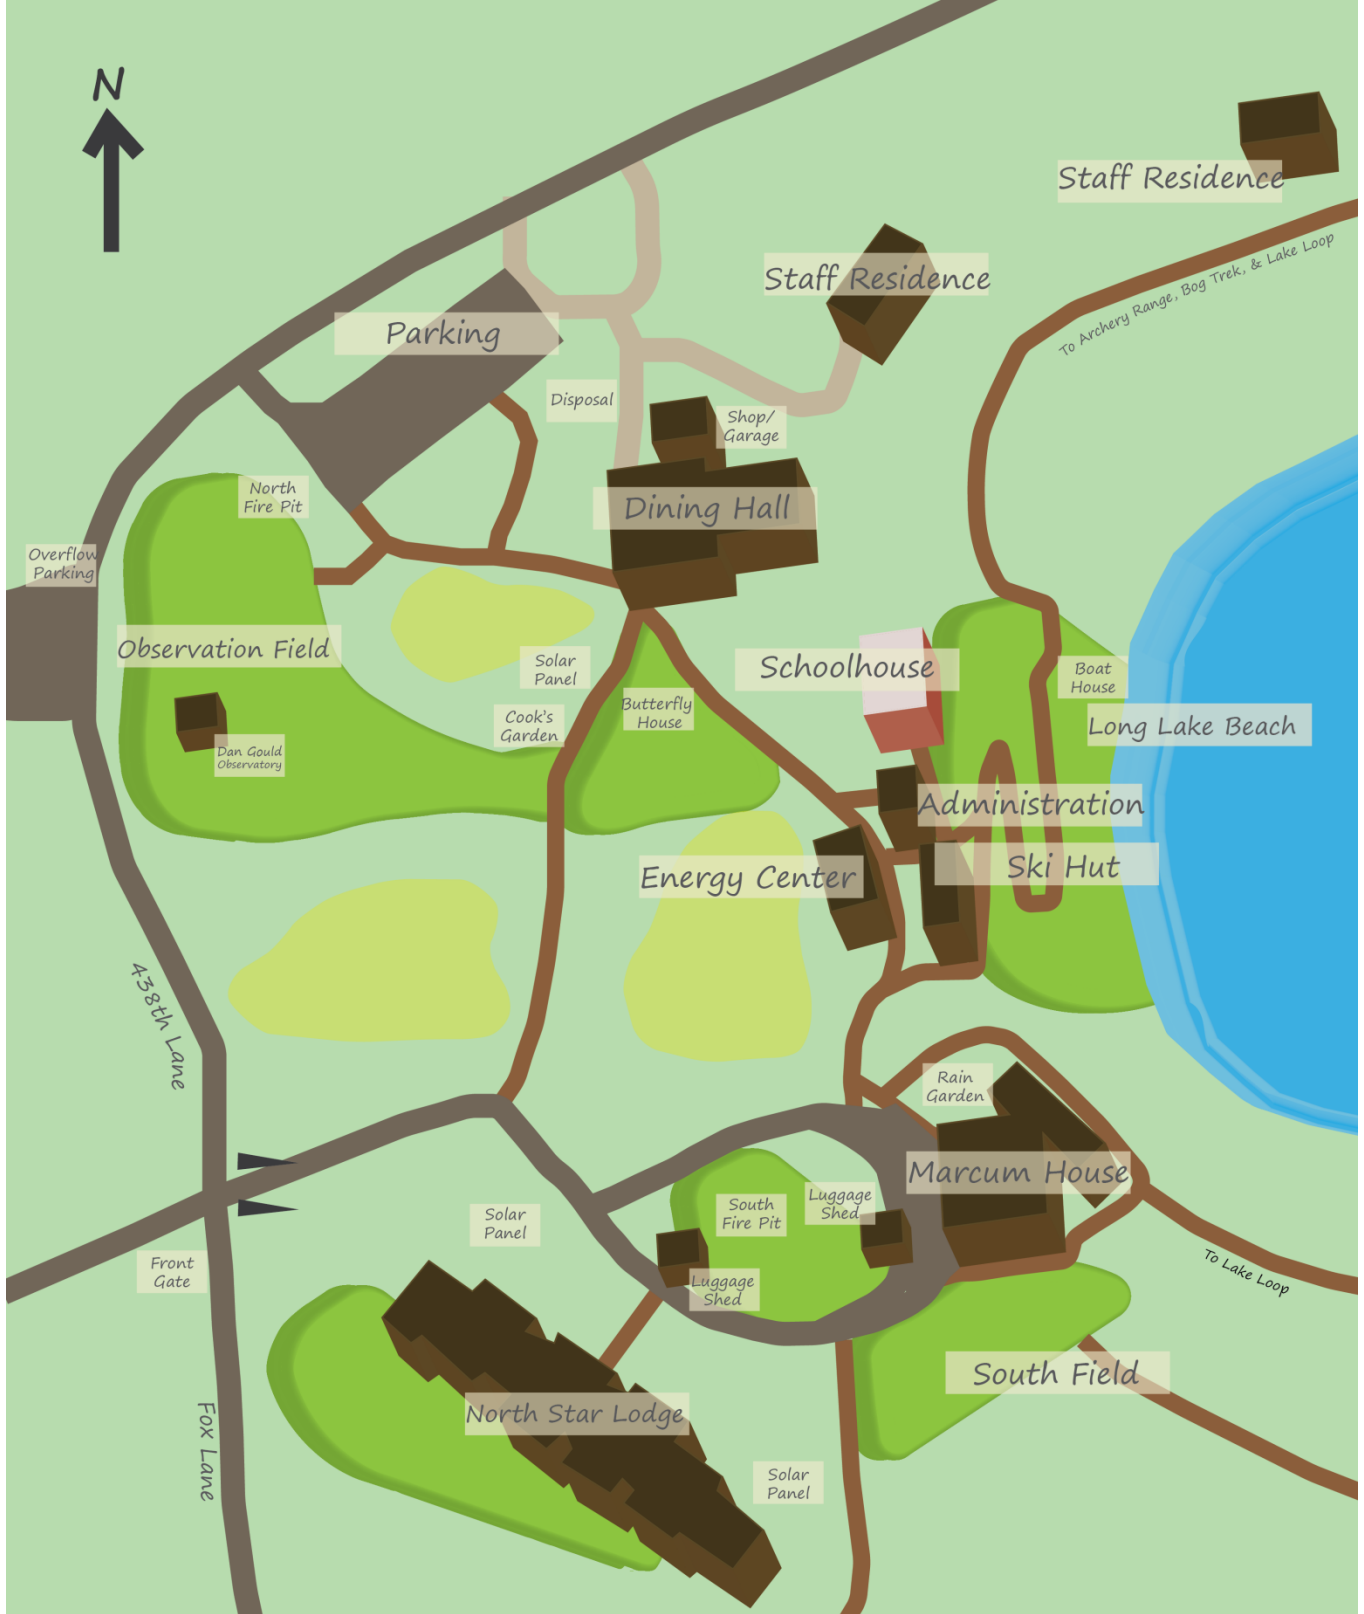 N
Staff Residence
To Archery Range, Bog Trek, & Lake Loop
Staff Residence
Parking
Disposal
Shop/
Garage
North
Fire Pit
Dining Hall
Overflow
Parking
Observation Field
Solar
Panel
Schoolhouse
Boat
House
Butterfly
House
Cook's
Garden
Long Lake Beach
Dan Gould
Observatory
Administration
Ski Hut
Energy Center
438th Lane
Rain
Garden
Marcum House
Luggage
Shed
South
Fire Pit
Solar
Panel
Front
Gate
To Lake Loop
Luggage
Shed
South Field
North Star Lodge
Fox Lane
Solar
Panel